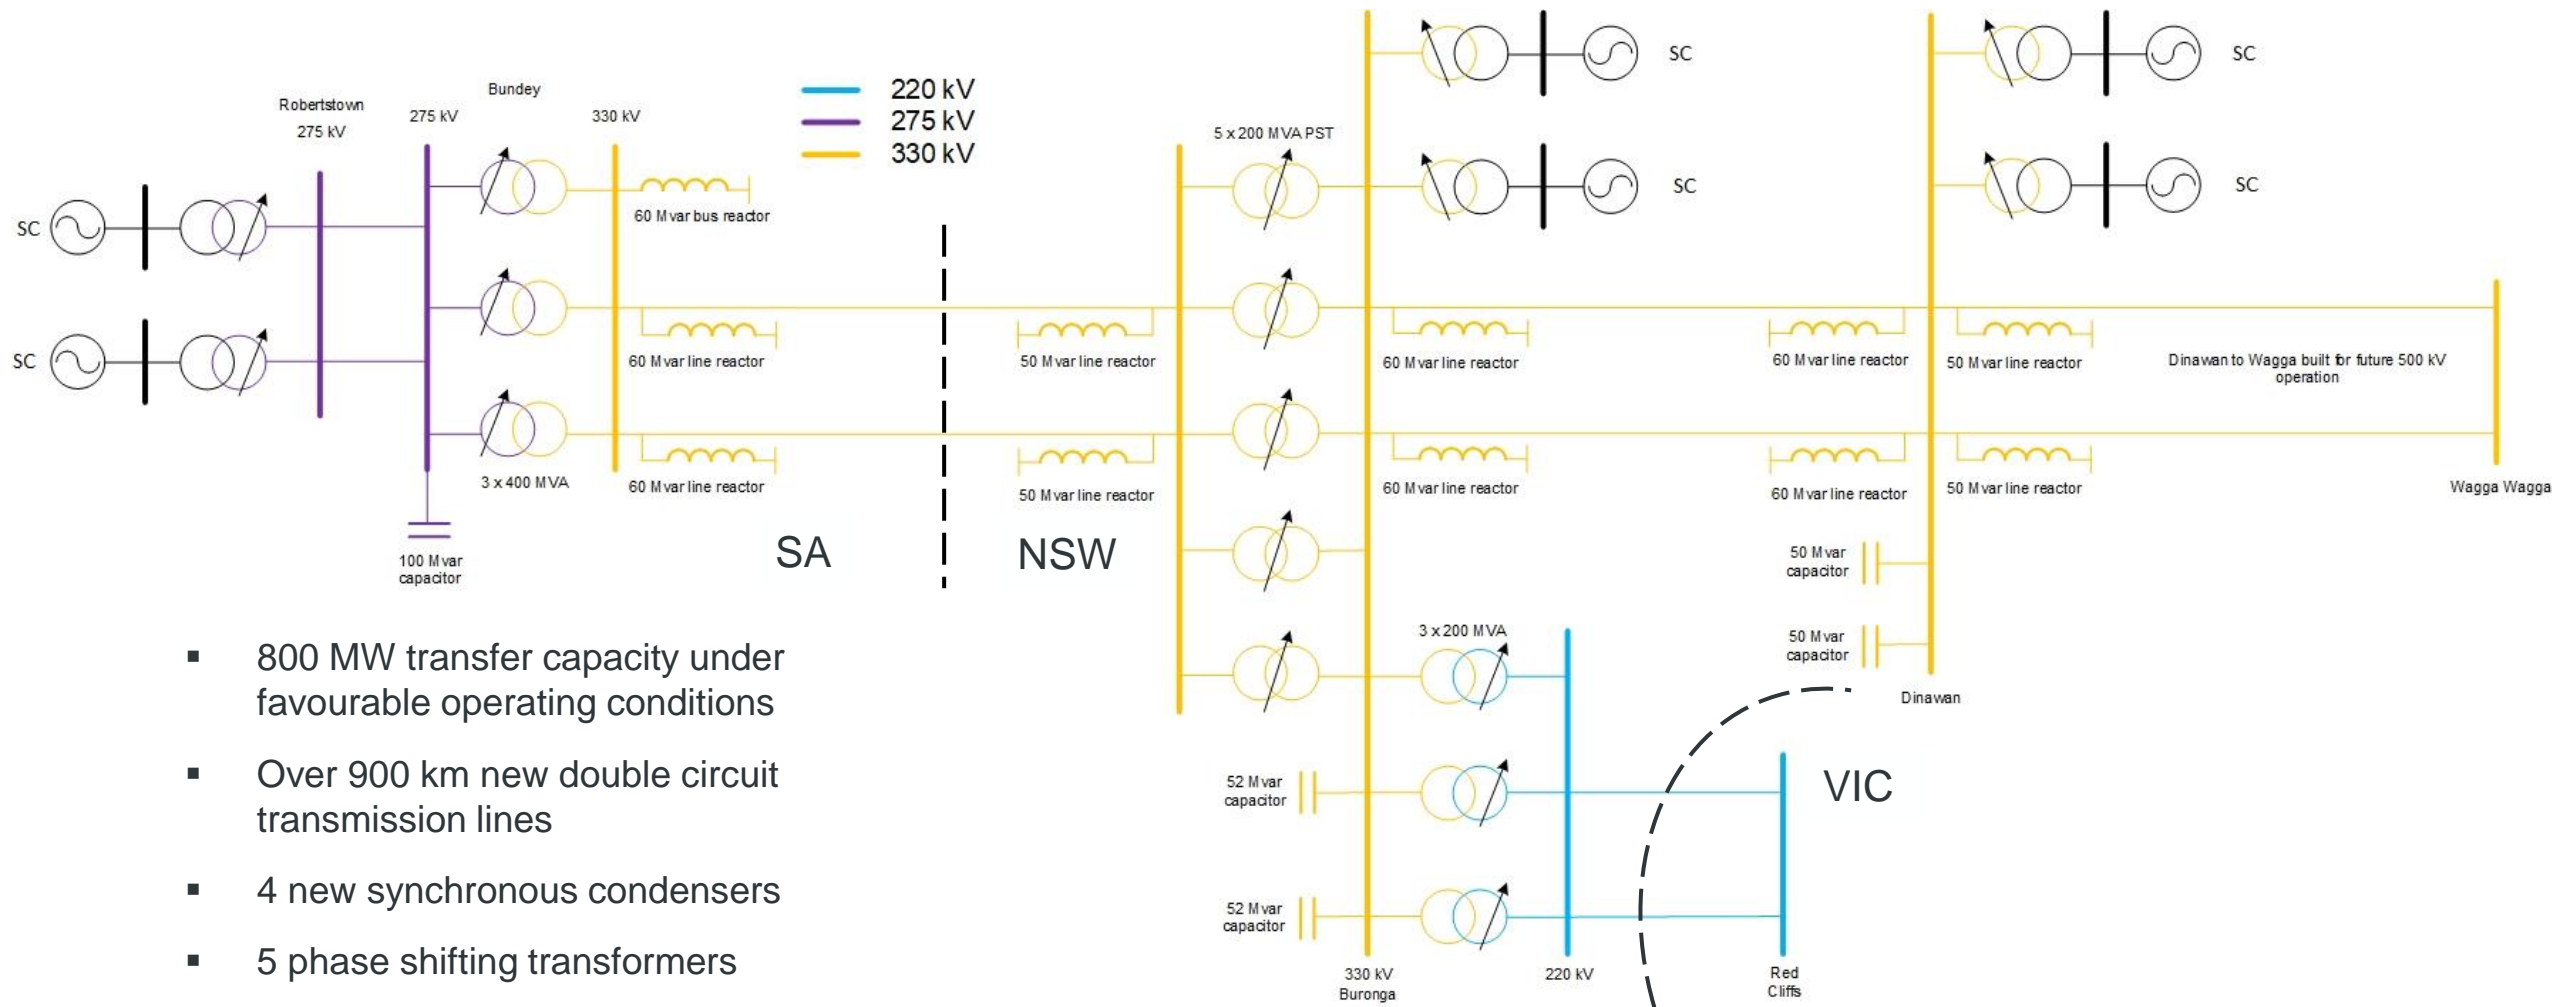 SC
SC
Robertstown
275 kV
275 kV
Bundey
330 kV
220 kV
275 kV
330 kV
60 Mvar bus reactor
60 Mvar line reactor
60 Mvar line reactor
3 x 400 MVA
100 Mvar
capacitor
SA
NSW
50 Mvar line reactor
50 Mvar line reactor
5 x 200 MVA PST
SC
SC
SC
SC
60 Mvar line reactor
60 Mvar line reactor
60 Mvar line reactor
60 Mvar line reactor
50 Mvar line reactor
50 Mvar line reactor
Dinawan to Wagga built for future 500 kV
operation
Wagga Wagga
50 Mvar
capacitor
50 Mvar
capacitor
Dinawan
3 x 200 MVA
52 Mvar
capacitor
52 Mvar
capacitor
330 kV
Buronga
220 kV
Red
Cliffs
VIC
▪ 800 MW transfer capacity under
favourable operating conditions
▪ Over 900 km new double circuit
transmission lines
▪ 4 new synchronous condensers
▪ 5 phase shifting transformers